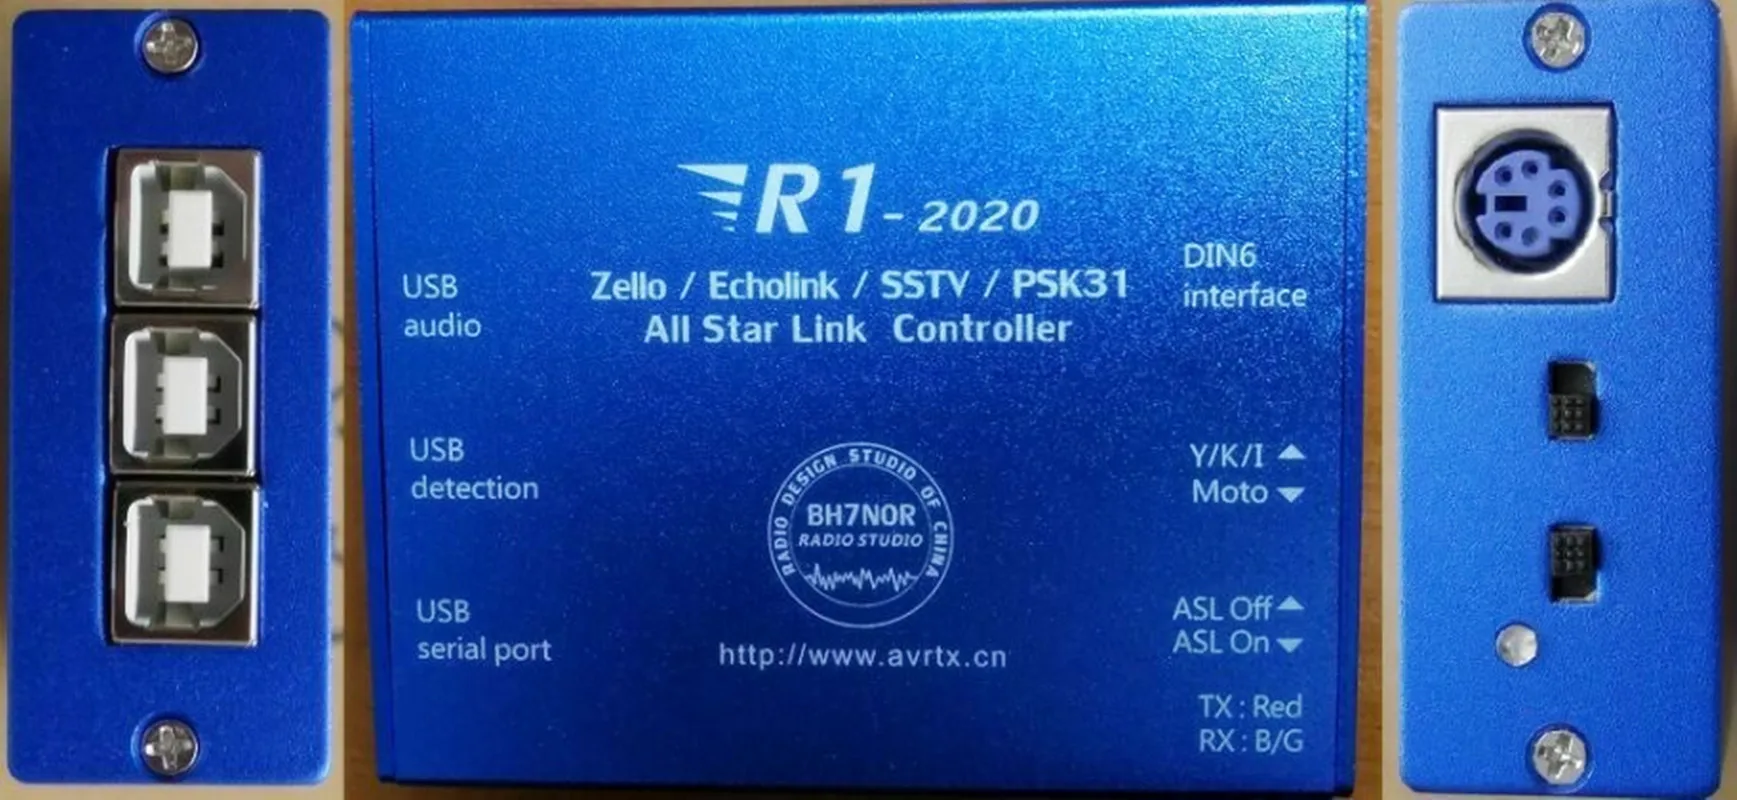 R1-2020
Zello / Echolink / SSTV / PSK31
All Star Link Controller
USB
audio
DIN6
interface
USB
detection
Y/K/I ▲
Moto ▼
RADIO DESIGN STUDIO OF CHINA
BH7NOR
RADIO STUDIO
USB
serial port
ASL Off ▲
ASL On ▼
http://www.avrtx.cn
TX : Red
RX : B/G